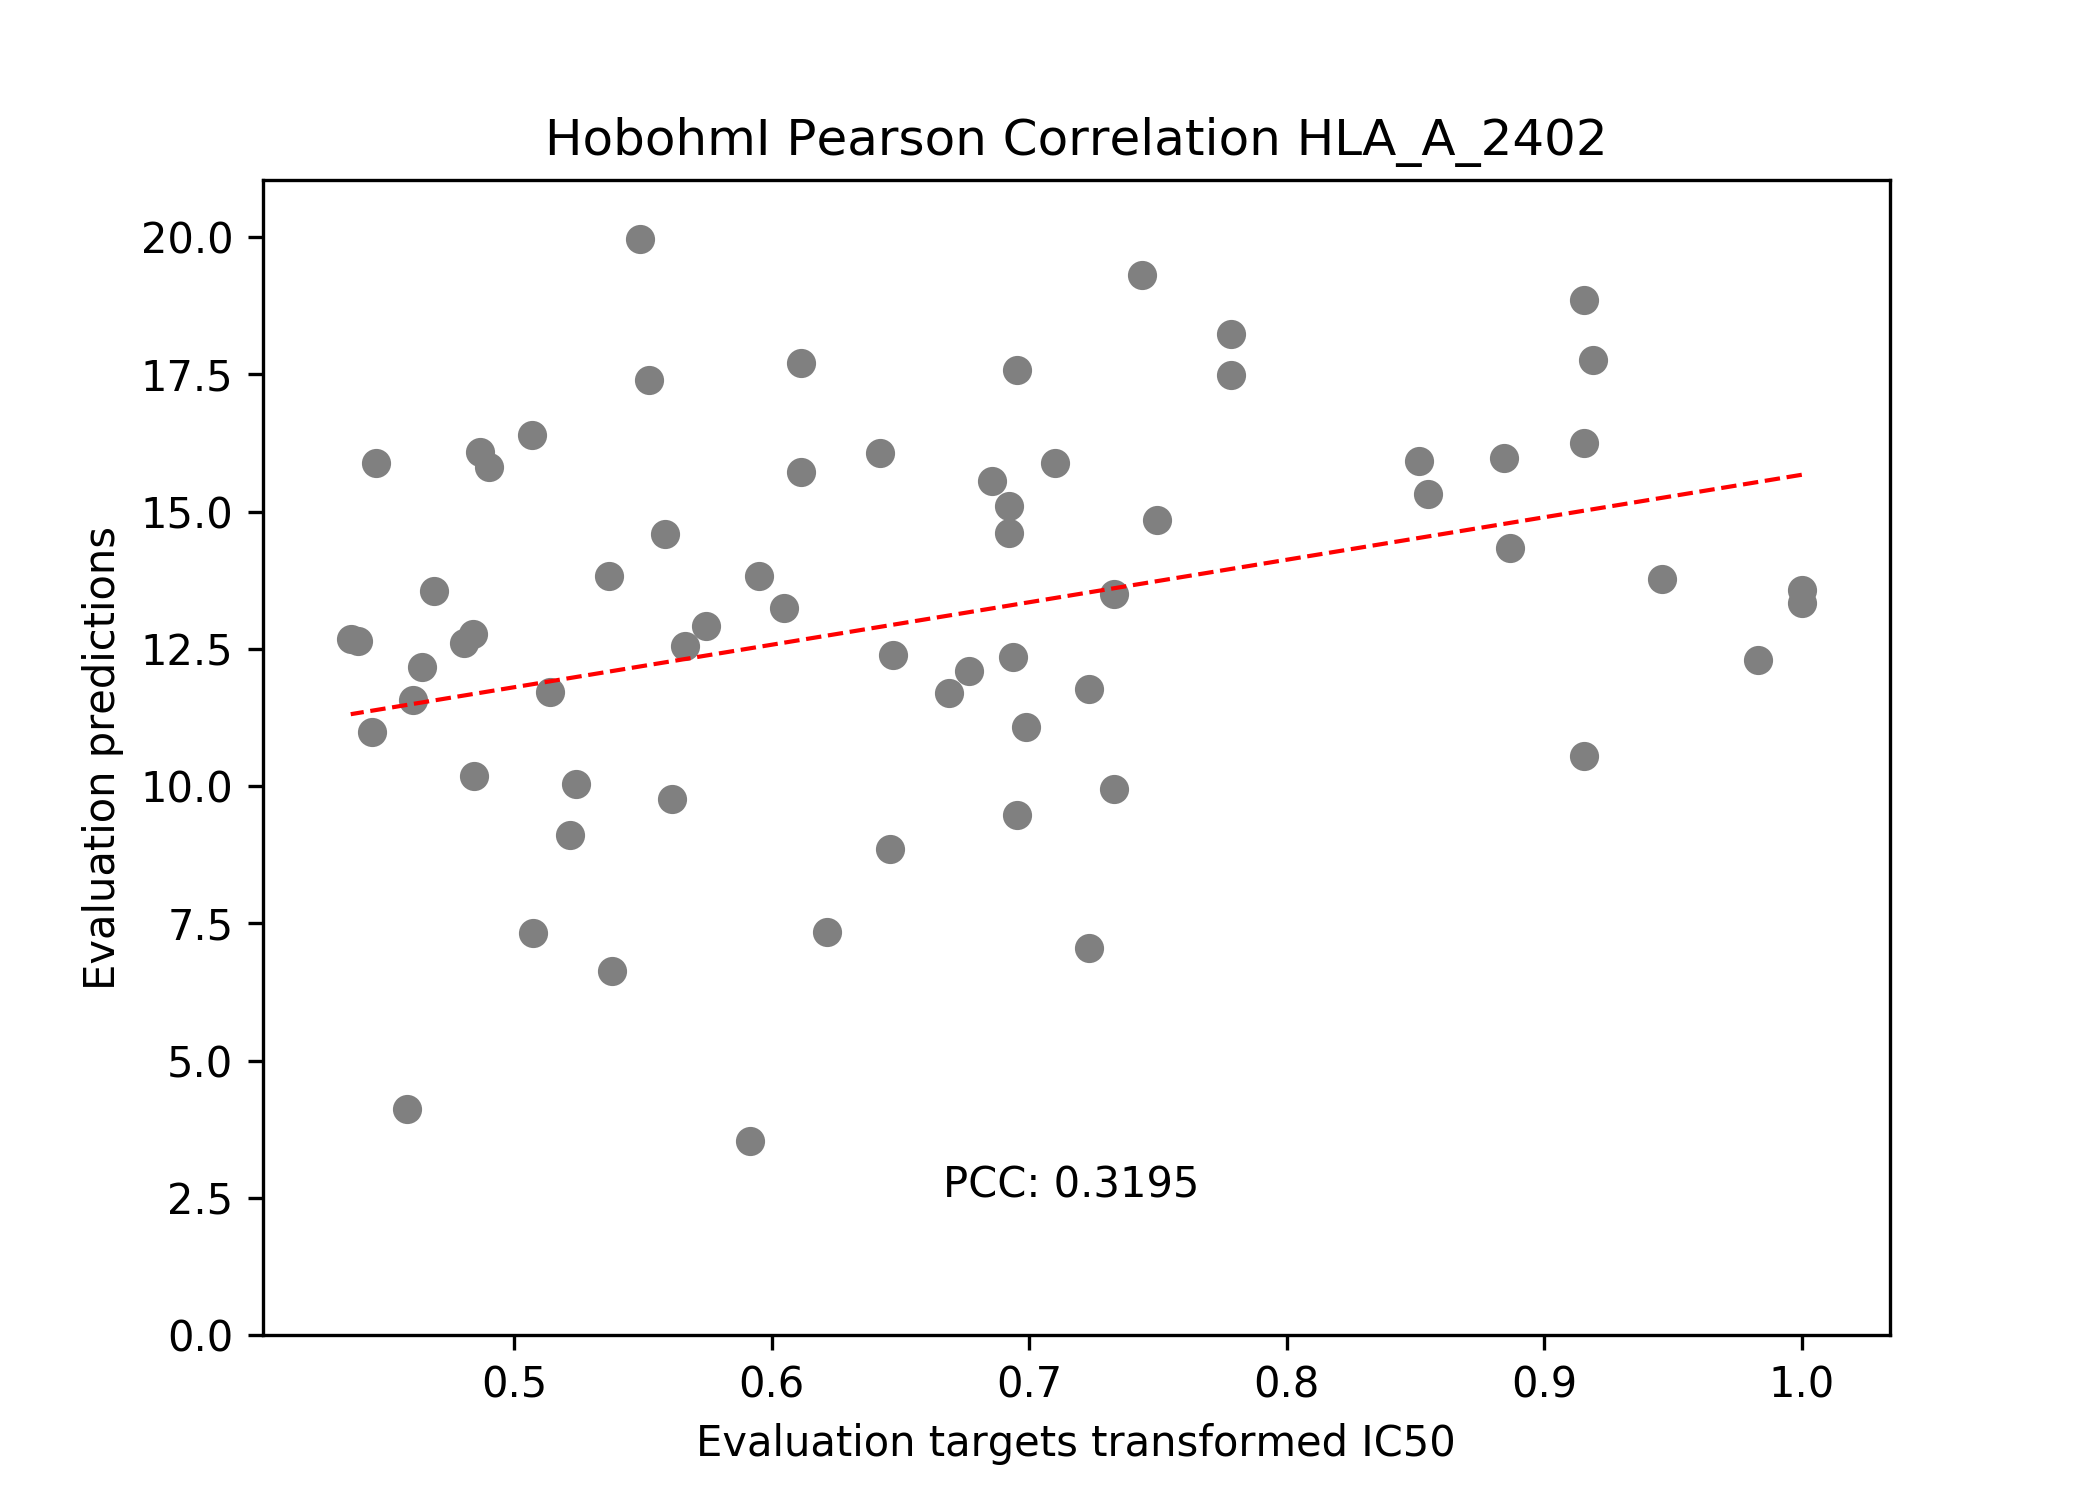 HobohmI Pearson Correlation HLA_A_2402
20.0
17.5
15.0
12.5
10.0
7.5
5.0
2.5
0.0
Evaluation predictions
PCC: 0.3195
0.5 0.6 0.7 0.8 0.9 1.0
Evaluation targets transformed IC50